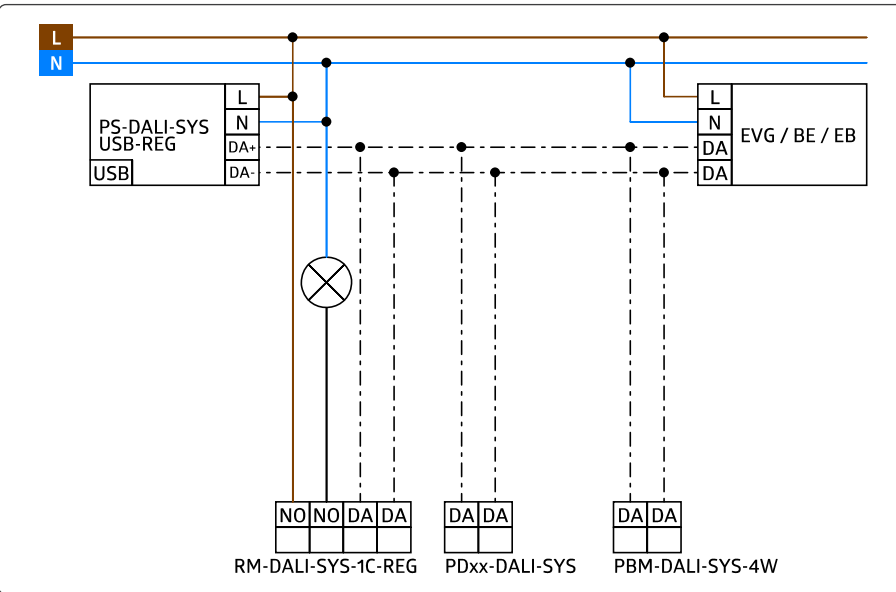 L
N
PS-DALI-SYS
USB-REG
USB
L
N
DA+
DA-
L
N
DA
DA
EVG / BE / EB
NO NO DA DA
RM-DALI-SYS-1C-REG
DA DA
PDxx-DALI-SYS
DA DA
PBM-DALI-SYS-4W